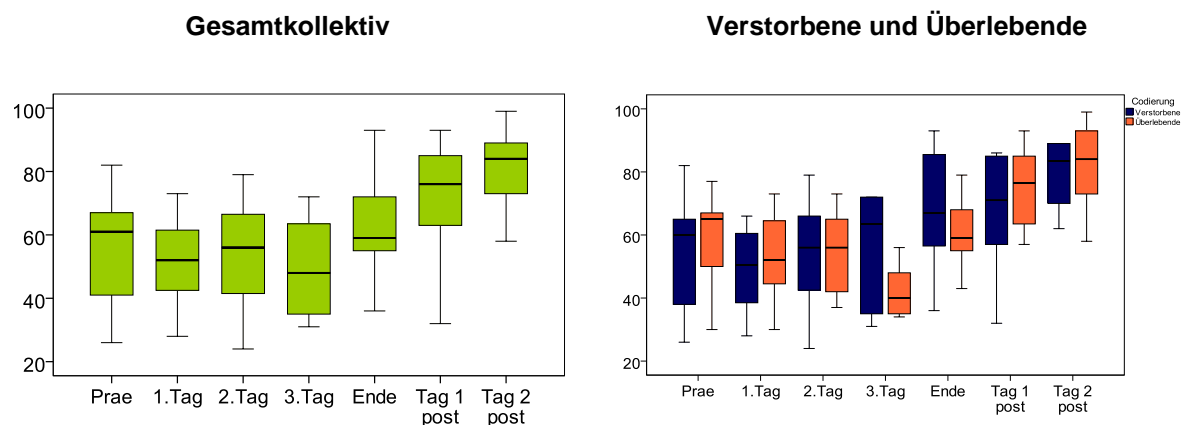 Gesamtkollektiv
100
80
60
40
20
Prae 1.Tag 2.Tag 3.Tag Ende Tag 1 Tag 2
post post
Verstorbene und Überlebende
100
80
60
40
20
Prae 1.Tag 2.Tag 3.Tag Ende Tag 1 Tag 2
post post
Codierung
Verstorbene
Überlebende